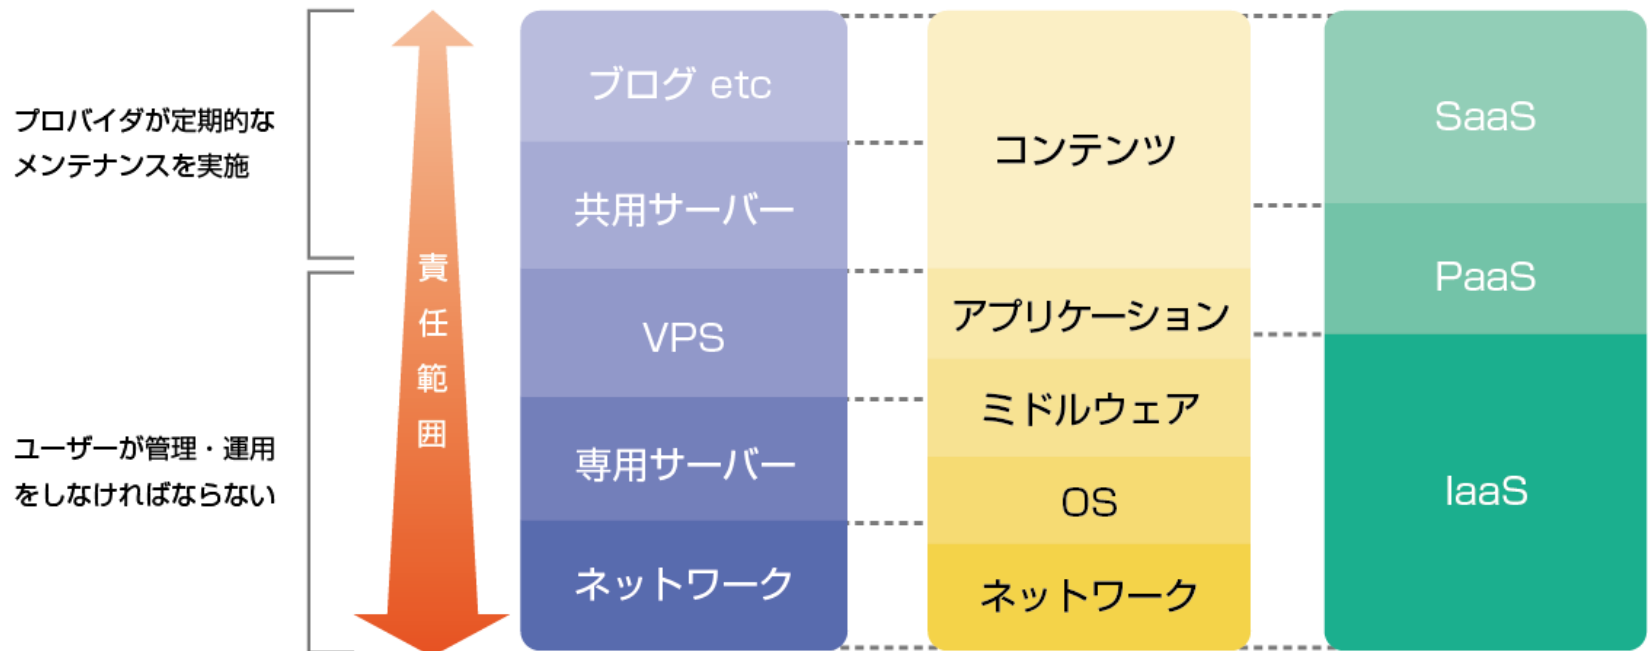 プロバイダが定期的な
メンテナンスを実施
ユーザーが管理・運用
をしなければならない
責任範囲
ブログ etc
共用サーバー
VPS
専用サーバー
ネットワーク
コンテンツ
アプリケーション
ミドルウェア
OS
ネットワーク
SaaS
PaaS
IaaS